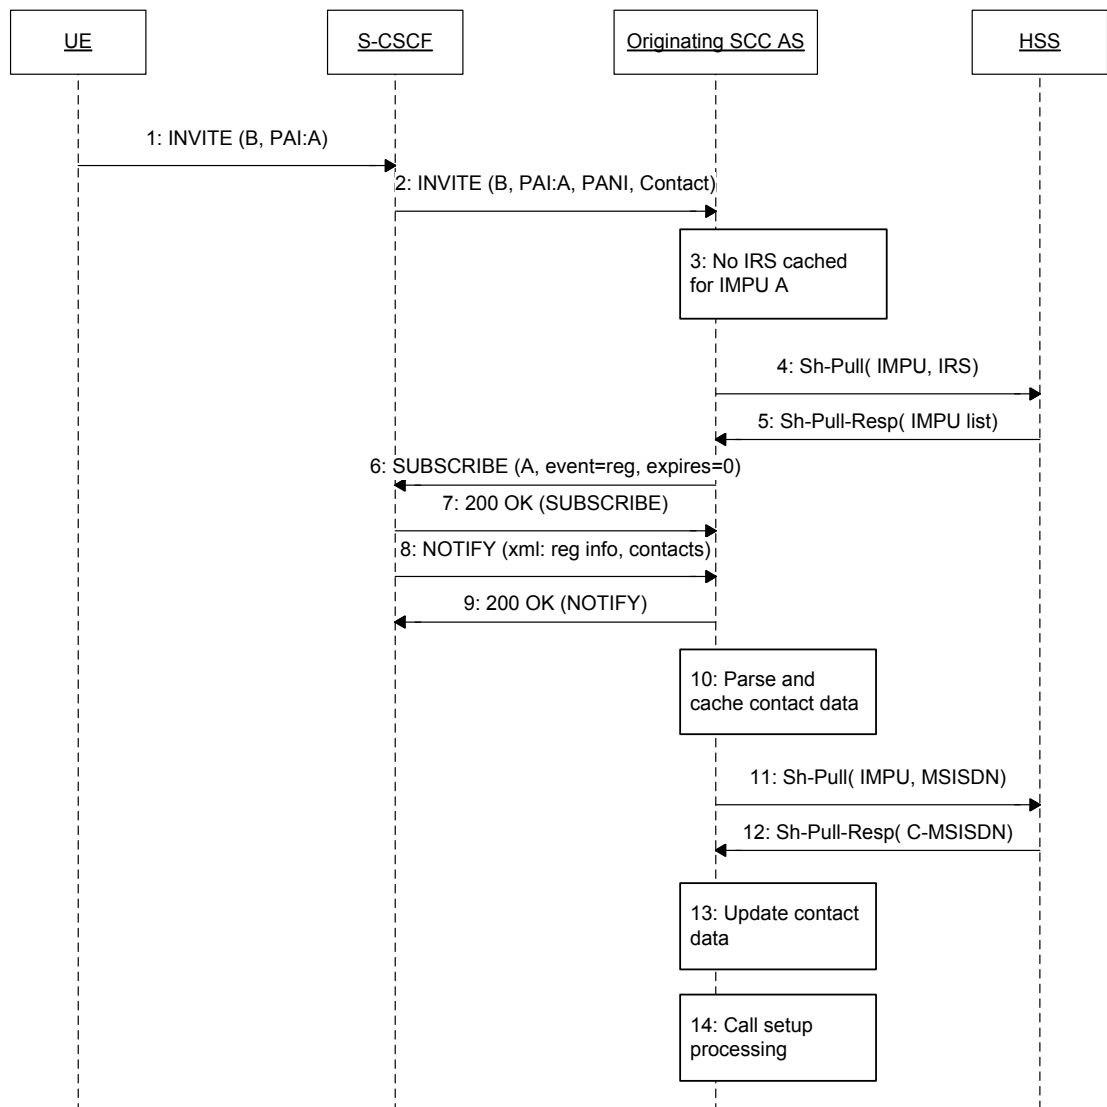 UE
S-CSCF
Originating SCC AS
HSS
1: INVITE (B, PAI:A)
2: INVITE (B, PAI:A, PANI, Contact)
3: No IRS cached
for IMPU A
4: Sh-Pull( IMPU, IRS)
5: Sh-Pull-Resp( IMPU list)
6: SUBSCRIBE (A, event=reg, expires=0)
7: 200 OK (SUBSCRIBE)
8: NOTIFY (xml: reg info, contacts)
9: 200 OK (NOTIFY)
10: Parse and
cache contact data
11: Sh-Pull( IMPU, MSISDN)
12: Sh-Pull-Resp( C-MSISDN)
13: Update contact
data
14: Call setup
processing